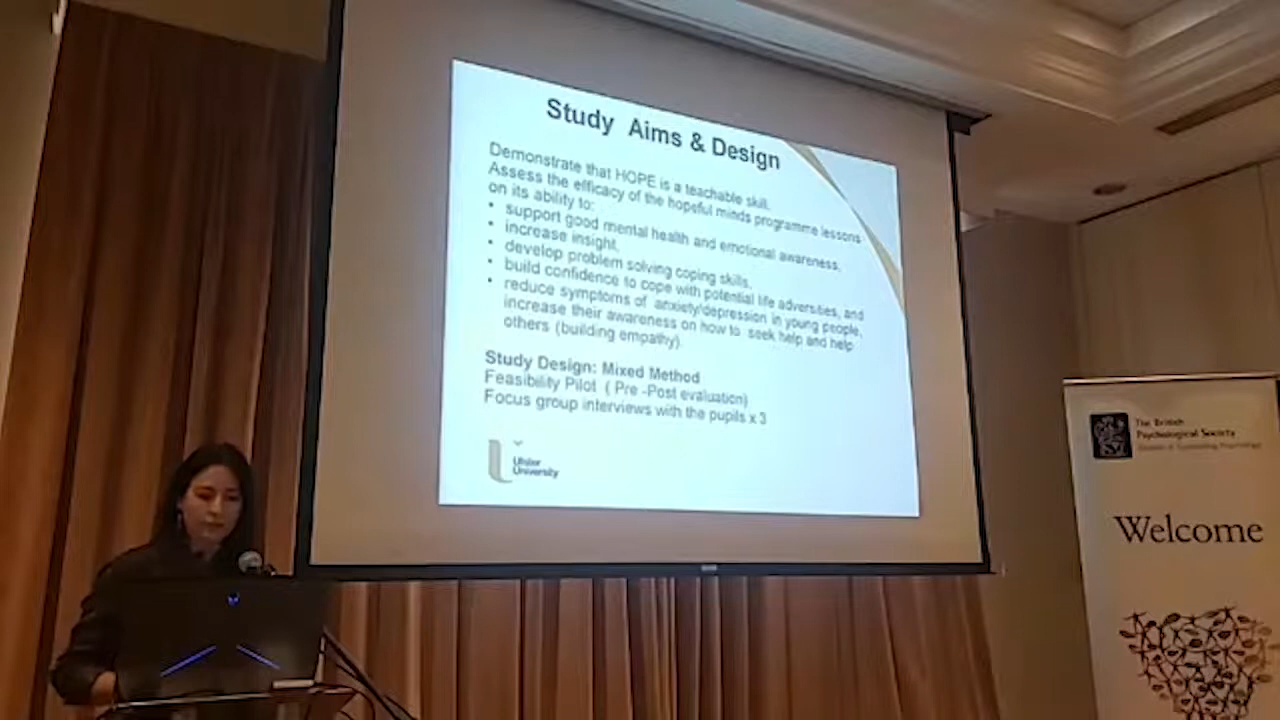 Study Aims & Design
Demonstrate that HOPE is a teachable skill.
Assess the efficacy of the hopeful minds programme lessons
on its ability to:
• support good mental health and emotional awareness,
• increase insight,
• develop problem solving coping skills,
• build confidence to cope with potential life adversities, and
• reduce symptoms of anxiety/depression in young people,
increase their awareness on how to seek help and help
others (building empathy).
Study Design: Mixed Method
Feasibility Pilot ( Pre -Post evaluation)
Focus group interviews with the pupils x 3
Ulster
University
The British
Psychological Society
Division of Counselling Psychology
Welcome